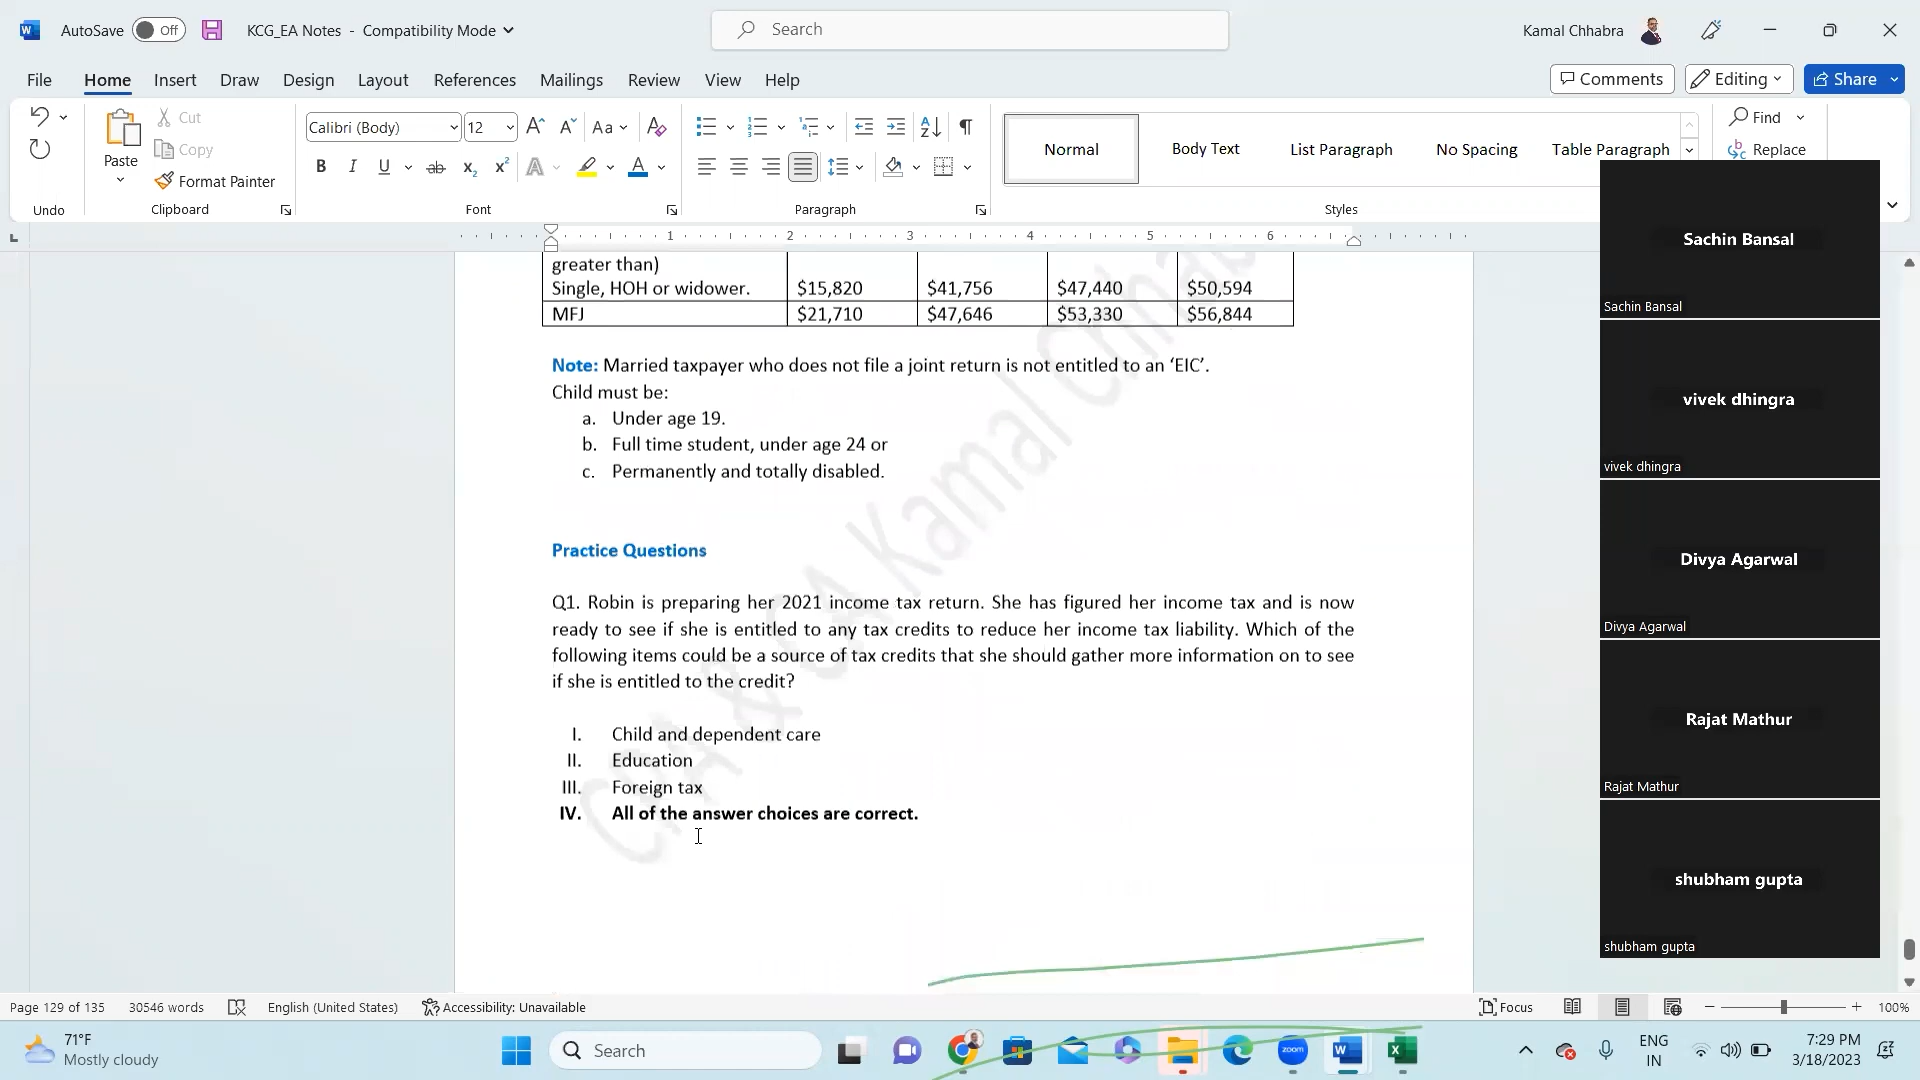 AutoSave Off KCG_EA Notes - Compatibility Mode Search Kamal Chhabra
File Home Insert Draw Design Layout References Mailings Review View Help Comments Editing Share
Paste Cut Copy Format Painter
Calibri (Body) 12 Aa
Normal Body Text List Paragraph No Spacing Table Paragraph
Find Replace
Undo Clipboard Font Paragraph Styles
1 2 3 4 5 6
greater than)
Single, HOH or widower. $15,820 $41,756 $47,440 $50,594
MFJ $21,710 $47,646 $53,330 $56,844
Note: Married taxpayer who does not file a joint return is not entitled to an ‘EIC’.
Child must be:
a. Under age 19.
b. Full time student, under age 24 or
c. Permanently and totally disabled.
Practice Questions
Q1. Robin is preparing her 2021 income tax return. She has figured her income tax and is now
ready to see if she is entitled to any tax credits to reduce her income tax liability. Which of the
following items could be a source of tax credits that she should gather more information on to see
if she is entitled to the credit?
I. Child and dependent care
II. Education
III. Foreign tax
IV. All of the answer choices are correct.
CPA & CA Kamal Chhab
Sachin Bansal
Sachin Bansal
vivek dhingra
vivek dhingra
Divya Agarwal
Divya Agarwal
Rajat Mathur
Rajat Mathur
shubham gupta
shubham gupta
Page 129 of 135 30546 words English (United States) Accessibility: Unavailable Focus 100%
71°F
Mostly cloudy
Search
zoom
ENG
IN
7:29 PM
3/18/2023